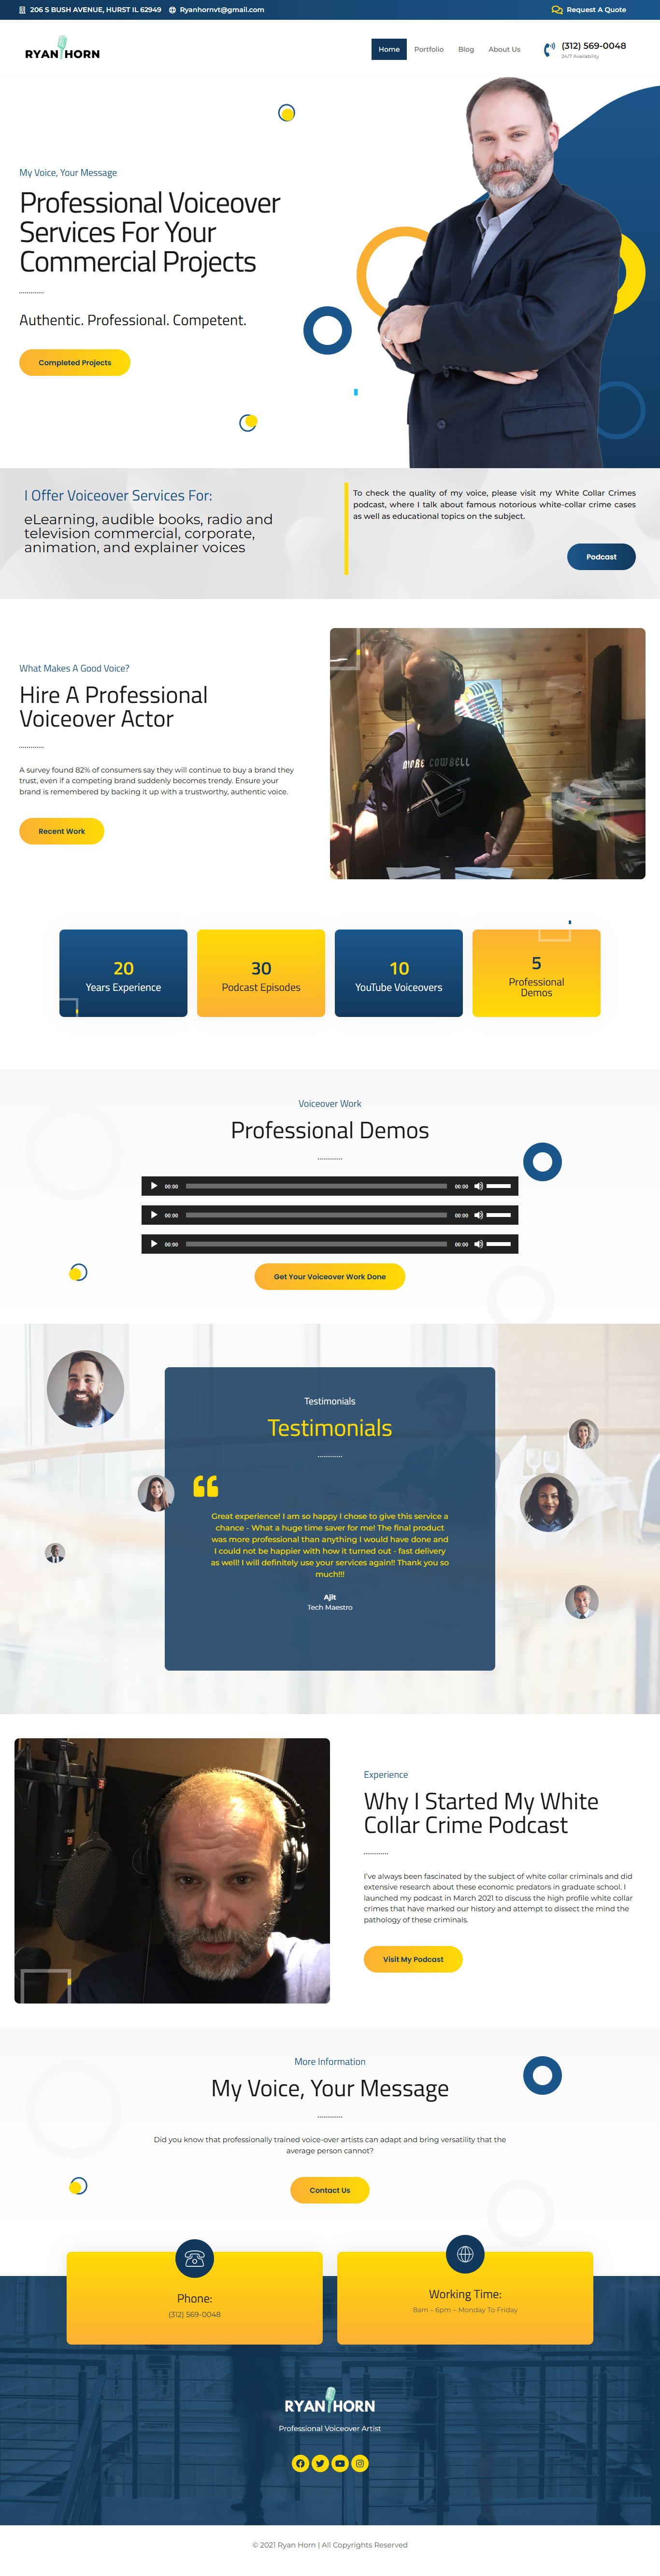 206 S BUSH AVENUE, HURST IL 62949 Ryanhornvt@gmail.com Request A Quote
RYAN HORN
Home Portfolio Blog About Us
(312) 569-0048
24/7 Availability
My Voice, Your Message
Professional Voiceover
Services For Your
Commercial Projects
Authentic. Professional. Competent.
Completed Projects
I Offer Voiceover Services For:
eLearning, audible books, radio and
television commercial, corporate,
animation, and explainer voices
To check the quality of my voice, please visit my White Collar Crimes
podcast, where I talk about famous notorious white-collar crime cases
as well as educational topics on the subject.
Podcast
What Makes A Good Voice?
Hire A Professional
Voiceover Actor
A survey found 82% of consumers say they will continue to buy a brand they
trust, even if a competing brand suddenly becomes trendy. Ensure your
brand is remembered by backing it up with a trustworthy, authentic voice.
Recent Work
MORE COWBELL
20
Years Experience
30
Podcast Episodes
10
YouTube Voiceovers
5
Professional
Demos
Voiceover Work
Professional Demos
00:00 00:00
00:00 00:00
00:00 00:00
Get Your Voiceover Work Done
Testimonials
Testimonials
Great experience! I am so happy I chose to give this service a
chance - What a huge time saver for me! The final product
was more professional than anything I would have done and
I could not be happier with how it turned out - fast delivery
as well! I will definitely use your services again!! Thank you so
much!!!
Ajit
Tech Maestro
Experience
Why I Started My White
Collar Crime Podcast
I've always been fascinated by the subject of white collar criminals and did
extensive research about these economic predators in graduate school. I
launched my podcast in March 2021 to discuss the high profile white collar
crimes that have marked our history and attempt to dissect the mind the
pathology of these criminals.
Visit My Podcast
More Information
My Voice, Your Message
Did you know that professionally trained voice-over artists can adapt and bring versatility that the
average person cannot?
Contact Us
Phone:
(312) 569-0048
Working Time:
8am – 6pm – Monday To Friday
RYAN HORN
Professional Voiceover Artist
© 2021 Ryan Horn | All Copyrights Reserved